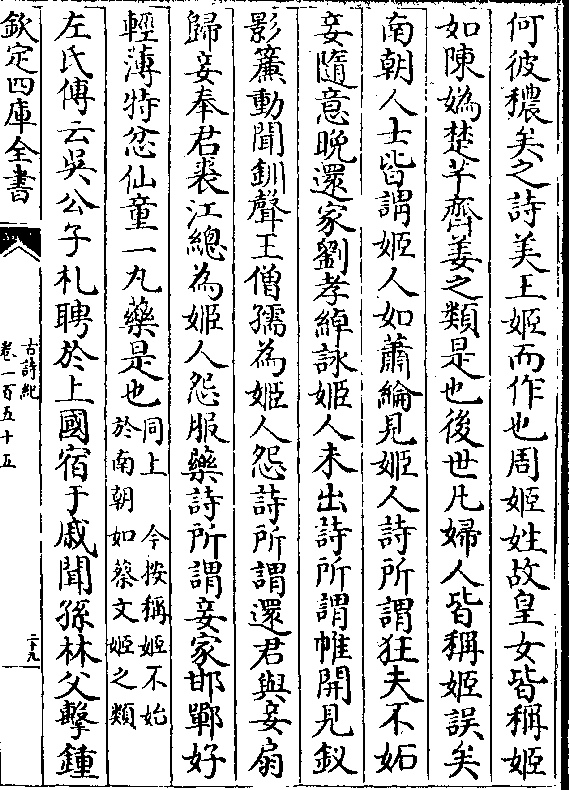 何彼穠矣之詩美王姬而作也周姬姓故皇女皆稱姬
如陳媯楚芊齊姜之類是也後世凡婦人皆稱姬誤矣
南朝人士皆謂姬人如蕭綸見姬人詩所謂狂夫不妬
妾隨意晚還家劉孝綽詠姬人未出詩所謂帷開見釵
影簾動聞釧聲王僧孺為姬人怨詩所謂還君與妾扇
歸妾奉君裘江總為姬人怨服藥詩所謂妾家邯鄲好
輕薄特忿仙童一丸藥是也同上　今按稱姬不始
於南朝如蔡文姬之類
左氏傳云吳公子札聘於上國宿于戚聞孫林父擊鍾
欽定四庫全書
古詩紀
卷一百五十五
二十九